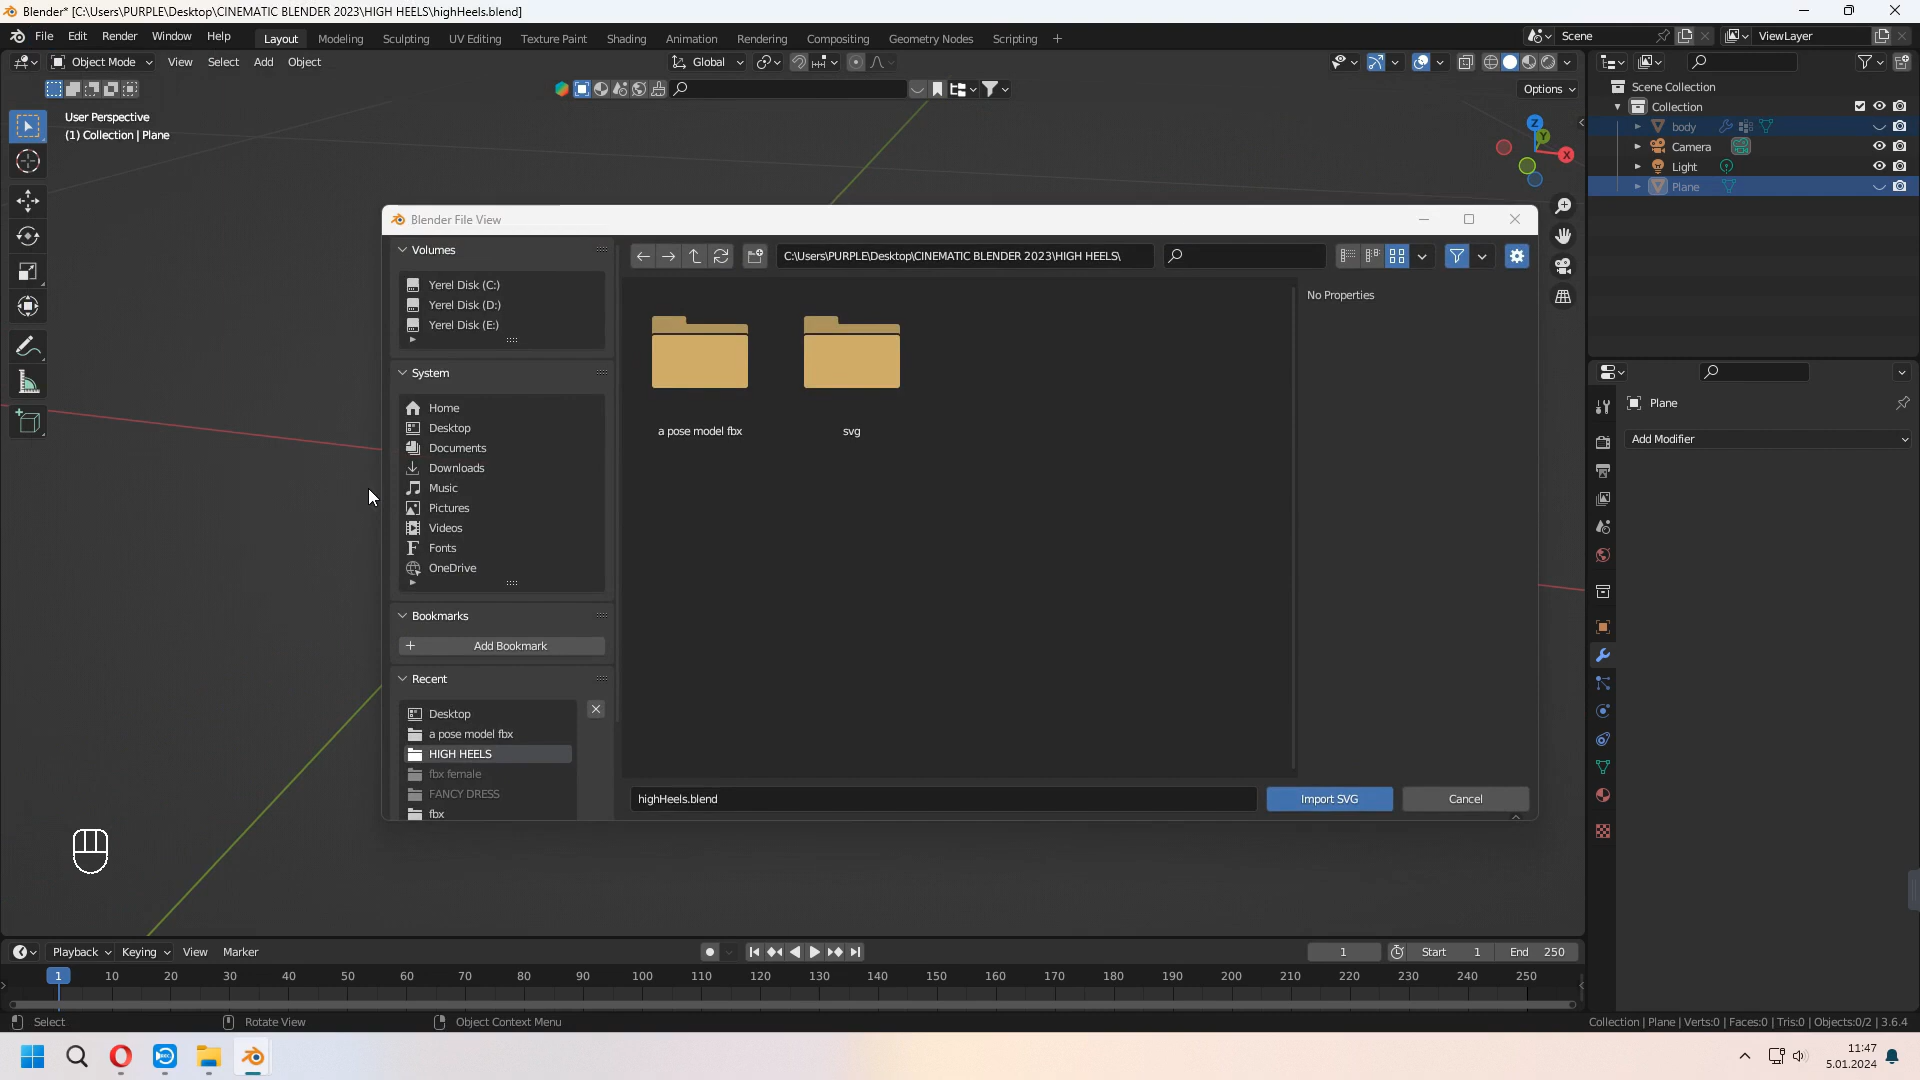 Blender* [C:\Users\PURPLE\Desktop\CINEMATIC BLENDER 2023\HIGH HEELS\highHeels.blend]
File Edit Render Window Help Layout Modeling Sculpting UV Editing Texture Paint Shading Animation Rendering Compositing Geometry Nodes Scripting + Scene ViewLayer
Object Mode View Select Add Object Global
Options
User Perspective
(1) Collection | Plane
Z
Y
X
Scene Collection
Collection
body
Camera
Light
Plane
Blender File View
Volumes
Yerel Disk (C:)
Yerel Disk (D:)
Yerel Disk (E:)
System
Home
Desktop
Documents
Downloads
Music
Pictures
Videos
Fonts
OneDrive
Bookmarks
Add Bookmark
Recent
Desktop
a pose model fbx
HIGH HEELS
fbx female
FANCY DRESS
fbx
C:\Users\PURPLE\Desktop\CINEMATIC BLENDER 2023\HIGH HEELS\
a pose model fbx
svg
No Properties
highHeels.blend
Import SVG
Cancel
Plane
Add Modifier
Playback Keying View Marker 1 Start 1 End 250
1 10 20 30 40 50 60 70 80 90 100 110 120 130 140 150 160 170 180 190 200 210 220 230 240 250
Select Rotate View Object Context Menu
Collection | Plane | Verts:0 | Faces:0 | Tris:0 | Objects:0/2 | 3.6.4
REC
11:47
5.01.2024